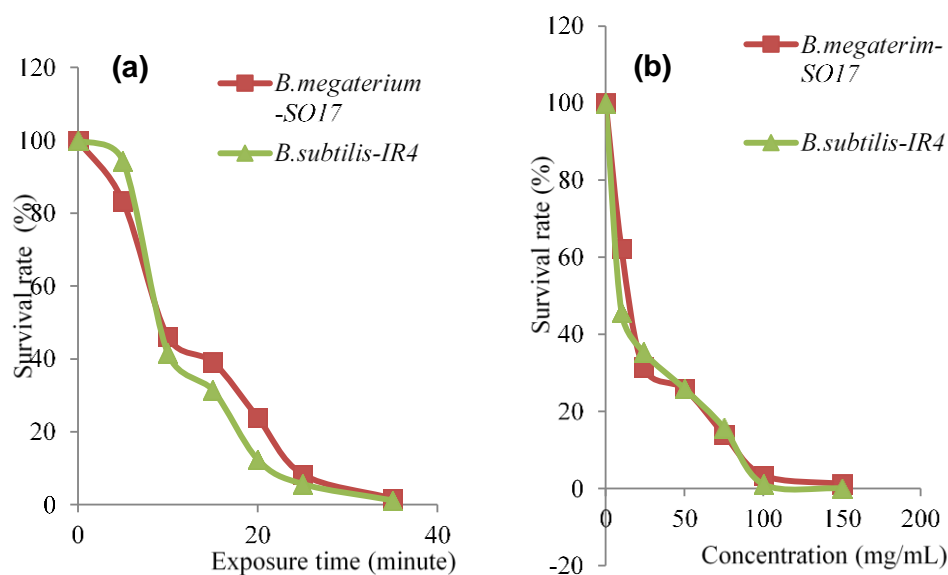 (a)
B.megaterium
-SO17
B.subtilis-IR4
Survival rate (%)
120
100
80
60
40
20
0
0 20 40
Exposure time (minute)
(b)
B.megaterim-
SO17
B.subtilis-IR4
Survival rate (%)
120
100
80
60
40
20
0
-20
0 50 100 150 200
Concentration (mg/mL)